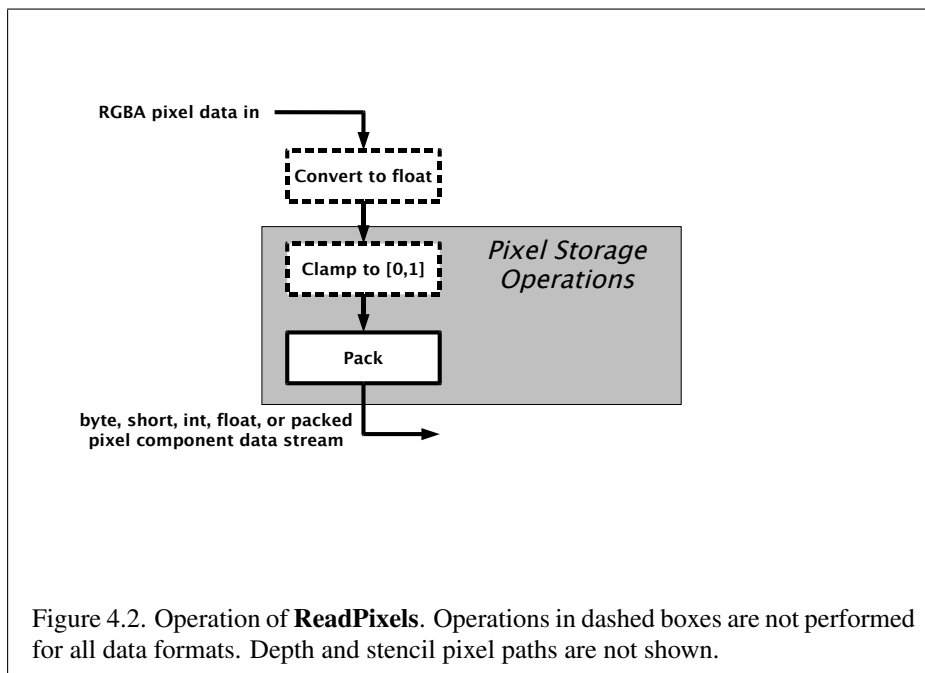 RGBA pixel data in
Convert to float
Clamp to [0,1]
Pixel Storage
Operations
Pack
byte, short, int, float, or packed
pixel component data stream
Figure 4.2. Operation of ReadPixels. Operations in dashed boxes are not performed
for all data formats. Depth and stencil pixel paths are not shown.